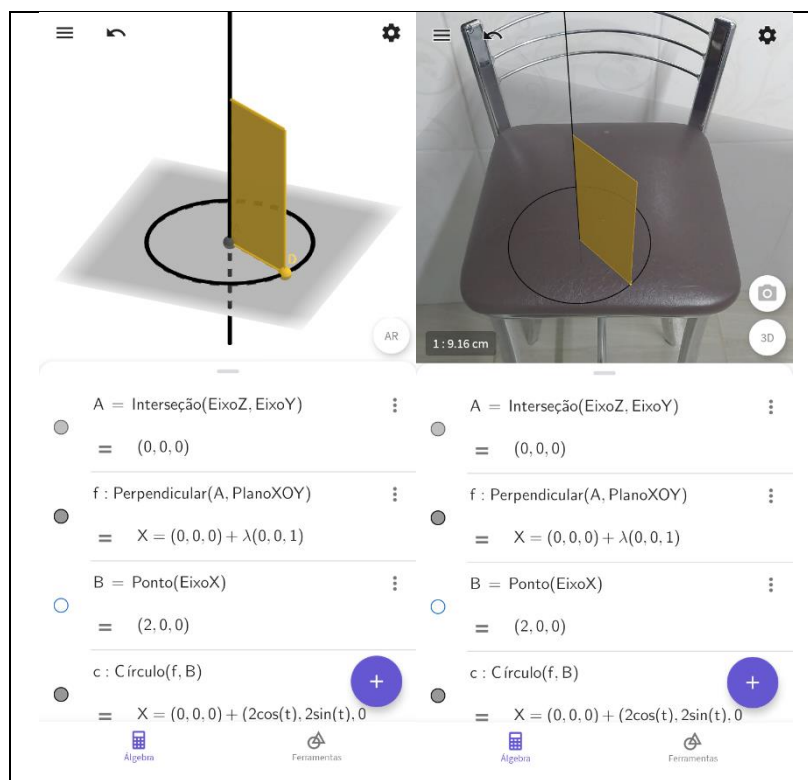 D
AR
A = Interseção(EixoZ, EixoY)
= (0, 0, 0)
f : Perpendicular(A, PlanoXOY)
= X = (0, 0, 0) + λ(0, 0, 1)
B = Ponto(EixoX)
= (2, 0, 0)
c : Círculo(f, B)
= X = (0, 0, 0) + (2cos(t), 2sin(t), 0
+
Álgebra
Ferramentas
1 : 9.16 cm
3D
A = Interseção(EixoZ, EixoY)
= (0, 0, 0)
f : Perpendicular(A, PlanoXOY)
= X = (0, 0, 0) + λ(0, 0, 1)
B = Ponto(EixoX)
= (2, 0, 0)
c : Círculo(f, B)
= X = (0, 0, 0) + (2cos(t), 2sin(t), 0
+
Álgebra
Ferramentas